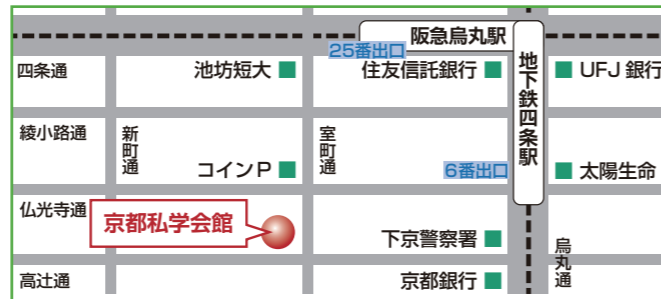 阪急烏丸駅
25番出口
四条通
池坊短大
住友信託銀行
地下鉄四条駅
UFJ 銀行
綾小路通
新町通
室町通
コインP
6番出口
太陽生命
仏光寺通
京都私学会館
下京警察署
烏丸通
高辻通
京都銀行